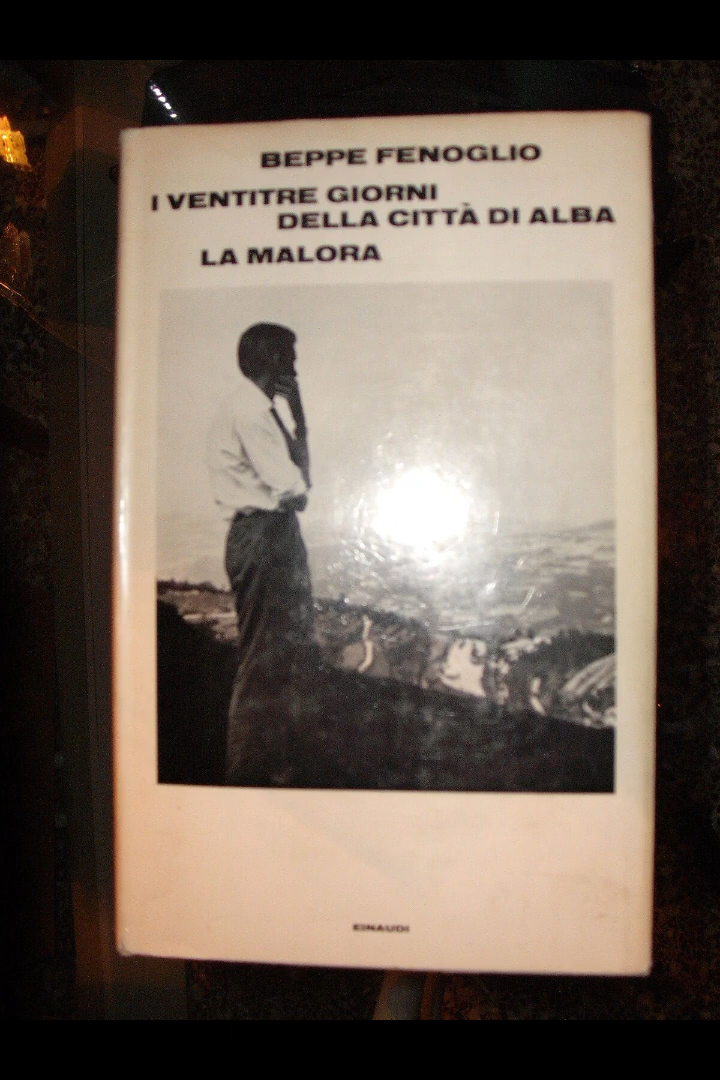 BEPPE FENOGLIO
I VENTITRE GIORNI
DELLA CITTÀ DI ALBA
LA MALORA
EINAUDI